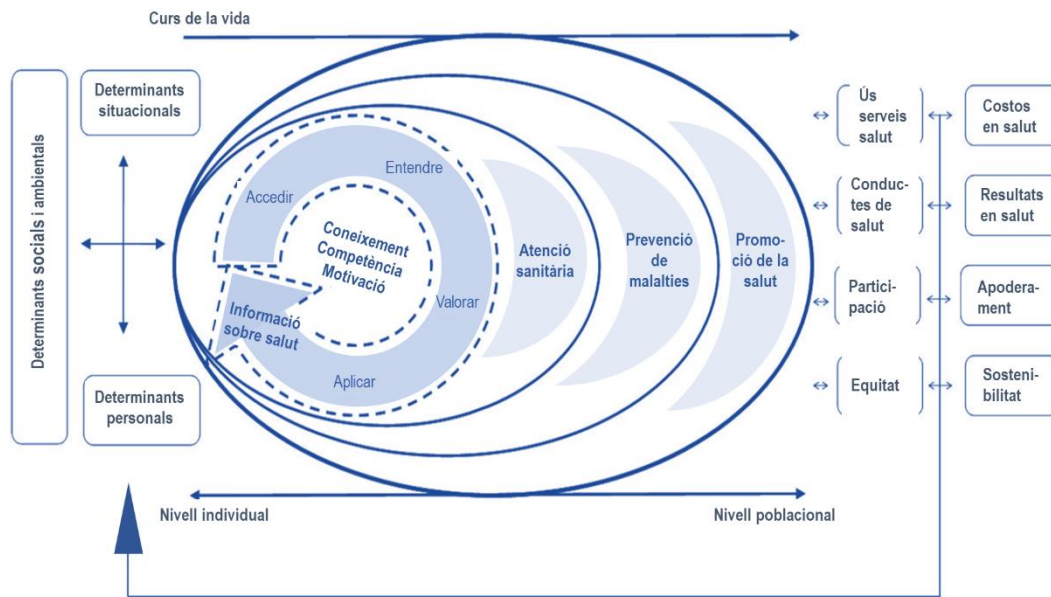 Curs de la vida
Determinants socials i ambientals
Determinants
situacionals
Determinants
personals
Accedir
Entendre
Valorar
Aplicar
Coneixement
Competència
Motivació
Informació
sobre salut
Atenció
sanitària
Prevenció
de
malalties
Promo-
ció de la
salut
Ús
serveis
salut
Costos
en salut
Conduc-
tes de
salut
Resultats
en salut
Partici-
pació
Apodera-
ment
Equitat
Sosteni-
bilitat
Nivell individual
Nivell poblacional